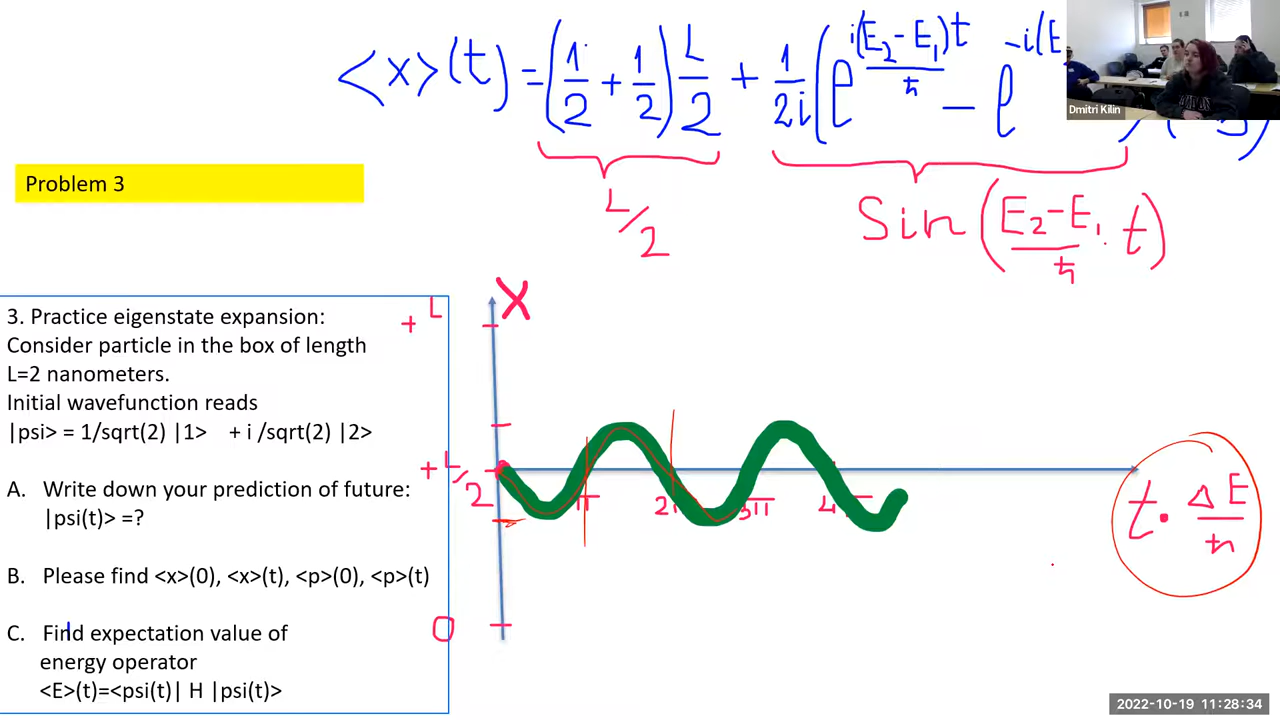 <x>(t) = (1/2 + 1/2) L/2 + 1/2i (e^i(E₂-E₁)t/ħ - e^-i(E
Dmitri Kilin
L/2
Sin (E₂-E₁/ħ · t)
Problem 3
3. Practice eigenstate expansion:
Consider particle in the box of length
L=2 nanometers.
Initial wavefunction reads
|psi> = 1/sqrt(2) |1> + i /sqrt(2) |2>
A. Write down your prediction of future:
|psi(t)> =?
B. Please find <x>(0), <x>(t), <p>(0), <p>(t)
C. Find expectation value of
energy operator
<E>(t)=<psi(t)| H |psi(t)>
X
+ L
+ L/2
0
π 2π 3π 4π
t · ΔE/ħ
2022-10-19 11:28:34